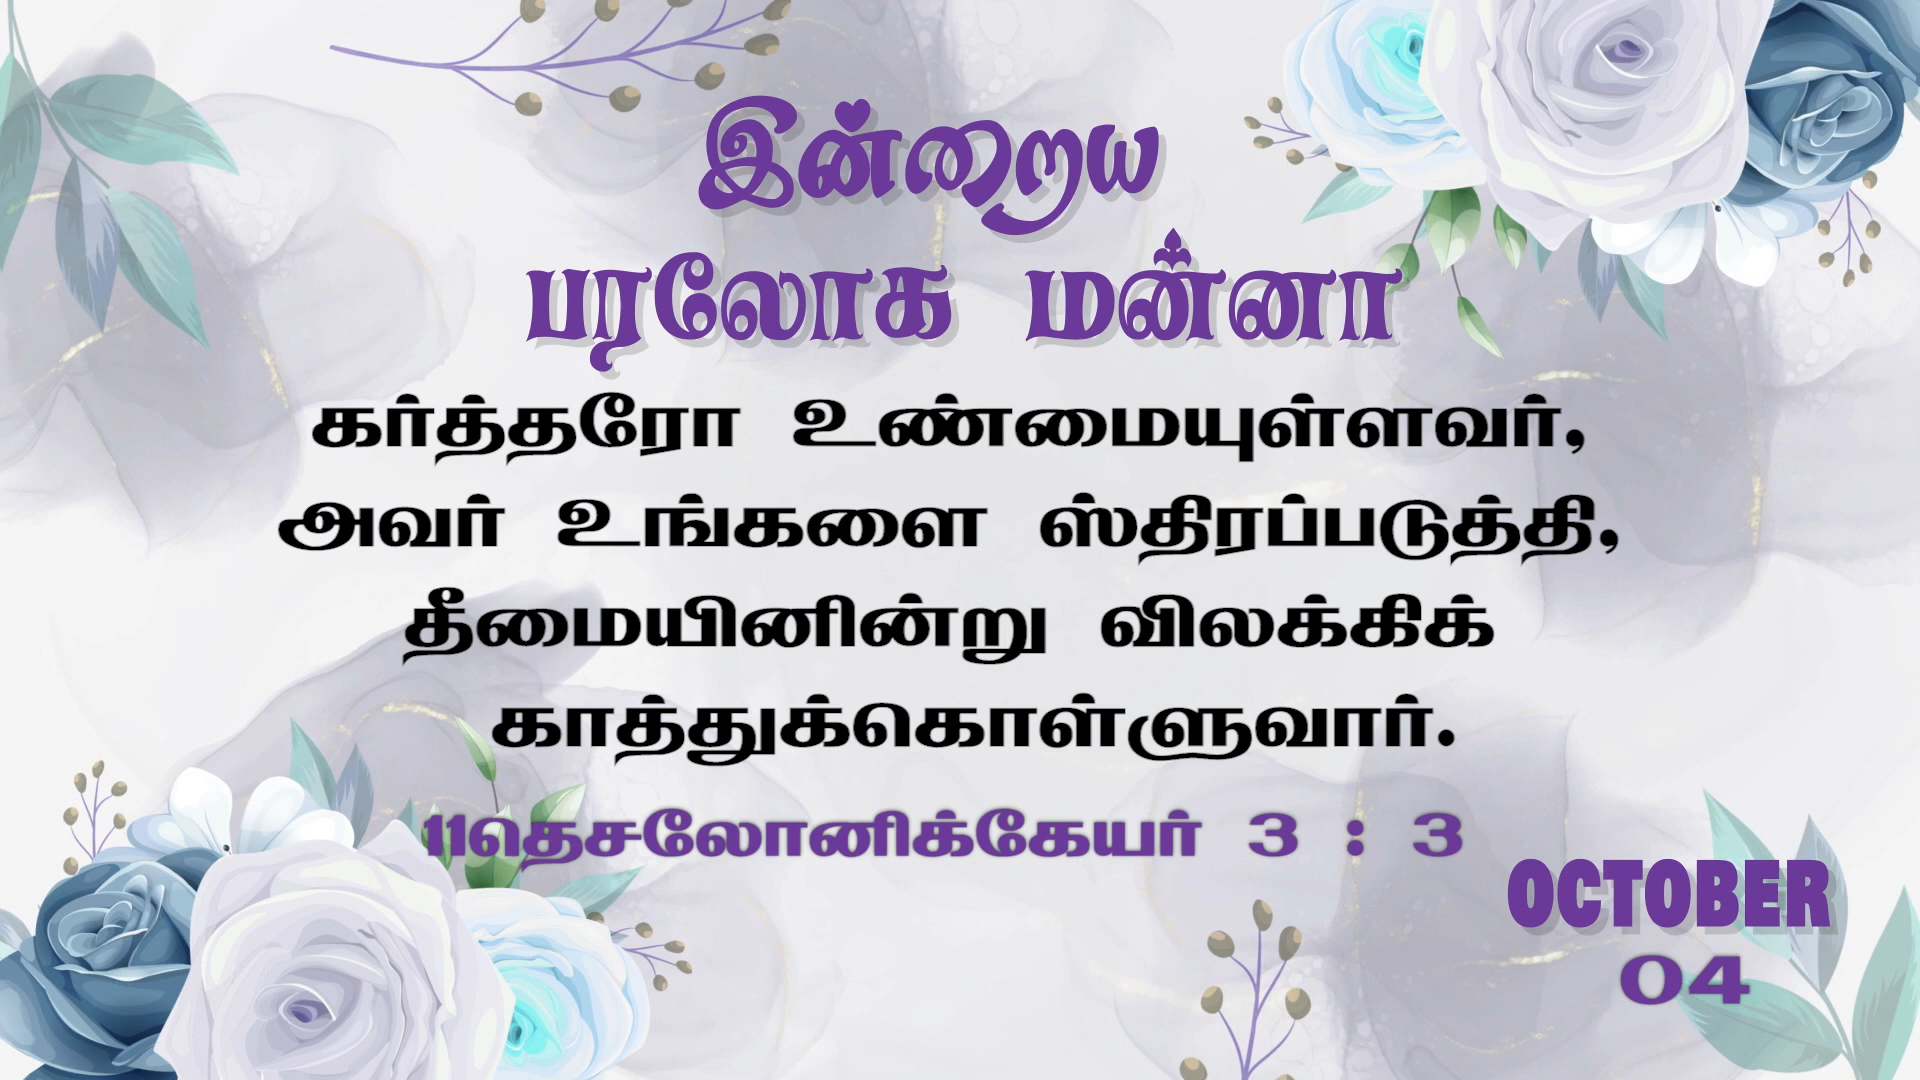 இன்றைய
பரலோக மன்னா
கர்த்தரோ உண்மையுள்ளவர்,
அவர் உங்களை ஸ்திரப்படுத்தி,
தீமையினின்று விலக்கிக்
காத்துக்கொள்ளுவார்.
11தெசலோனிக்கேயர் 3 : 3
OCTOBER
04